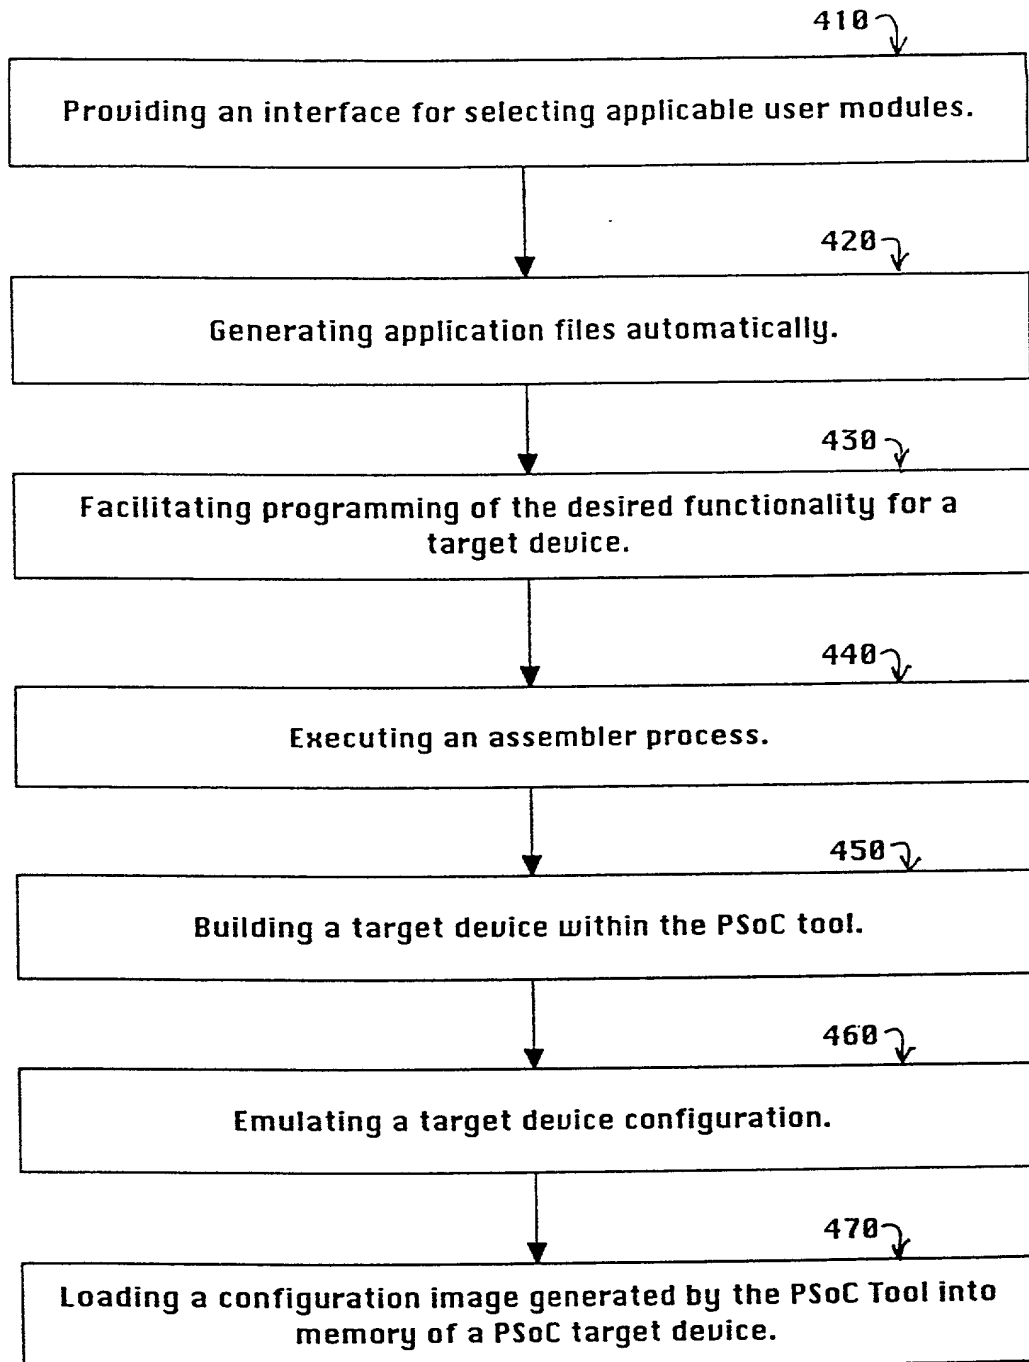 410
Providing an interface for selecting applicable user modules.
420
Generating application files automatically.
430
Facilitating programming of the desired functionality for a
target device.
440
Executing an assembler process.
450
Building a target device within the PSoC tool.
460
Emulating a target device configuration.
470
Loading a configuration image generated by the PSoC Tool into
memory of a PSoC target device.